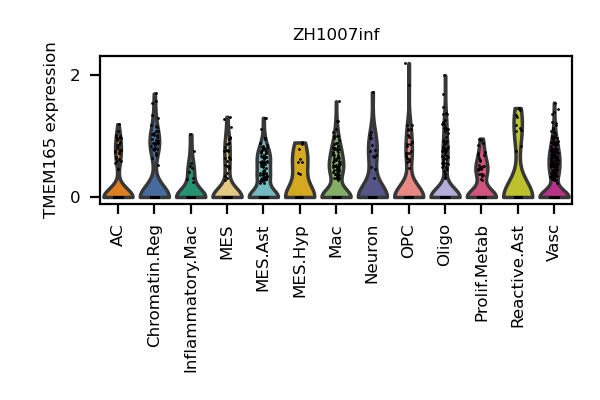 ZH1007inf
TMEM165 expression
2
0
AC
Chromatin.Reg
Inflammatory.Mac
MES
MES.Ast
MES.Hyp
Mac
Neuron
OPC
Oligo
Prolif.Metab
Reactive.Ast
Vasc